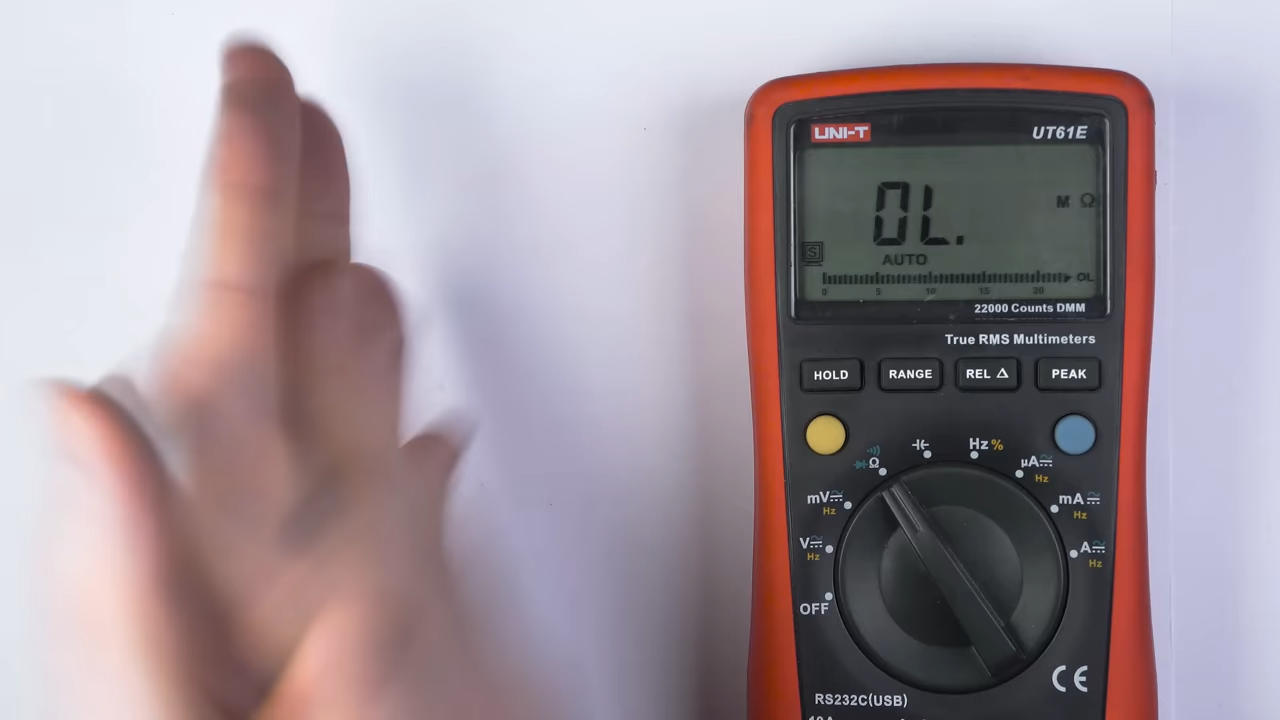 UNI-T UT61E
OL.
M Ω
S
AUTO
0 5 10 15 20 OL
22000 Counts DMM
True RMS Multimeters
HOLD RANGE REL △ PEAK
Ω
Hz %
µA Hz
mV Hz
mA Hz
V Hz
A Hz
OFF
CE
RS232C(USB)